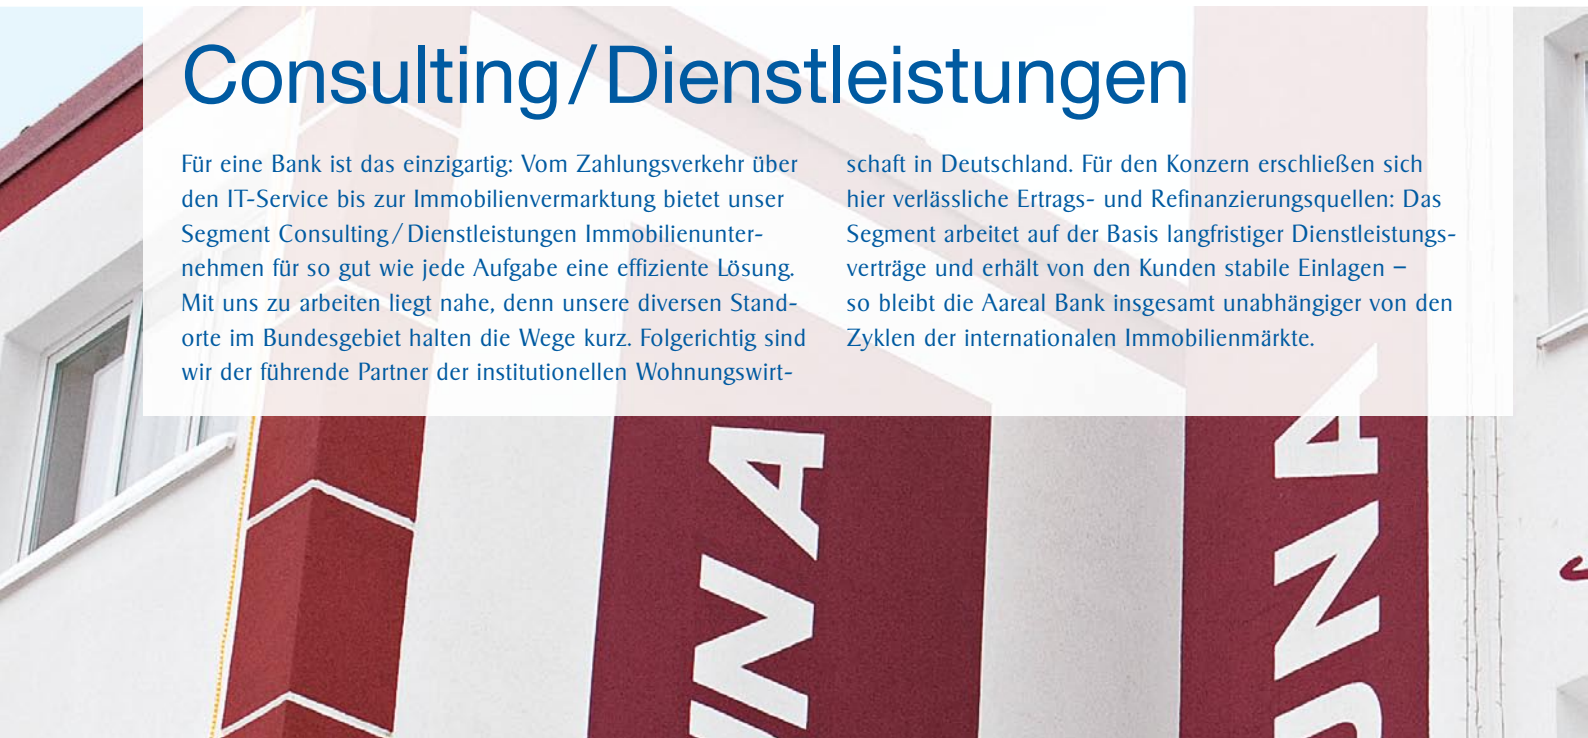 Consulting/Dienstleistungen
Für eine Bank ist das einzigartig: Vom Zahlungsverkehr über
den IT-Service bis zur Immobilienvermarktung bietet unser
Segment Consulting/Dienstleistungen Immobilienunter-
nehmen für so gut wie jede Aufgabe eine effiziente Lösung.
Mit uns zu arbeiten liegt nahe, denn unsere diversen Stand-
orte im Bundesgebiet halten die Wege kurz. Folgerichtig sind
wir der führende Partner der institutionellen Wohnungswirt-
schaft in Deutschland. Für den Konzern erschließen sich
hier verlässliche Ertrags- und Refinanzierungsquellen: Das
Segment arbeitet auf der Basis langfristiger Dienstleistungs-
verträge und erhält von den Kunden stabile Einlagen –
so bleibt die Aareal Bank insgesamt unabhängiger von den
Zyklen der internationalen Immobilienmärkte.
UNA
UNA